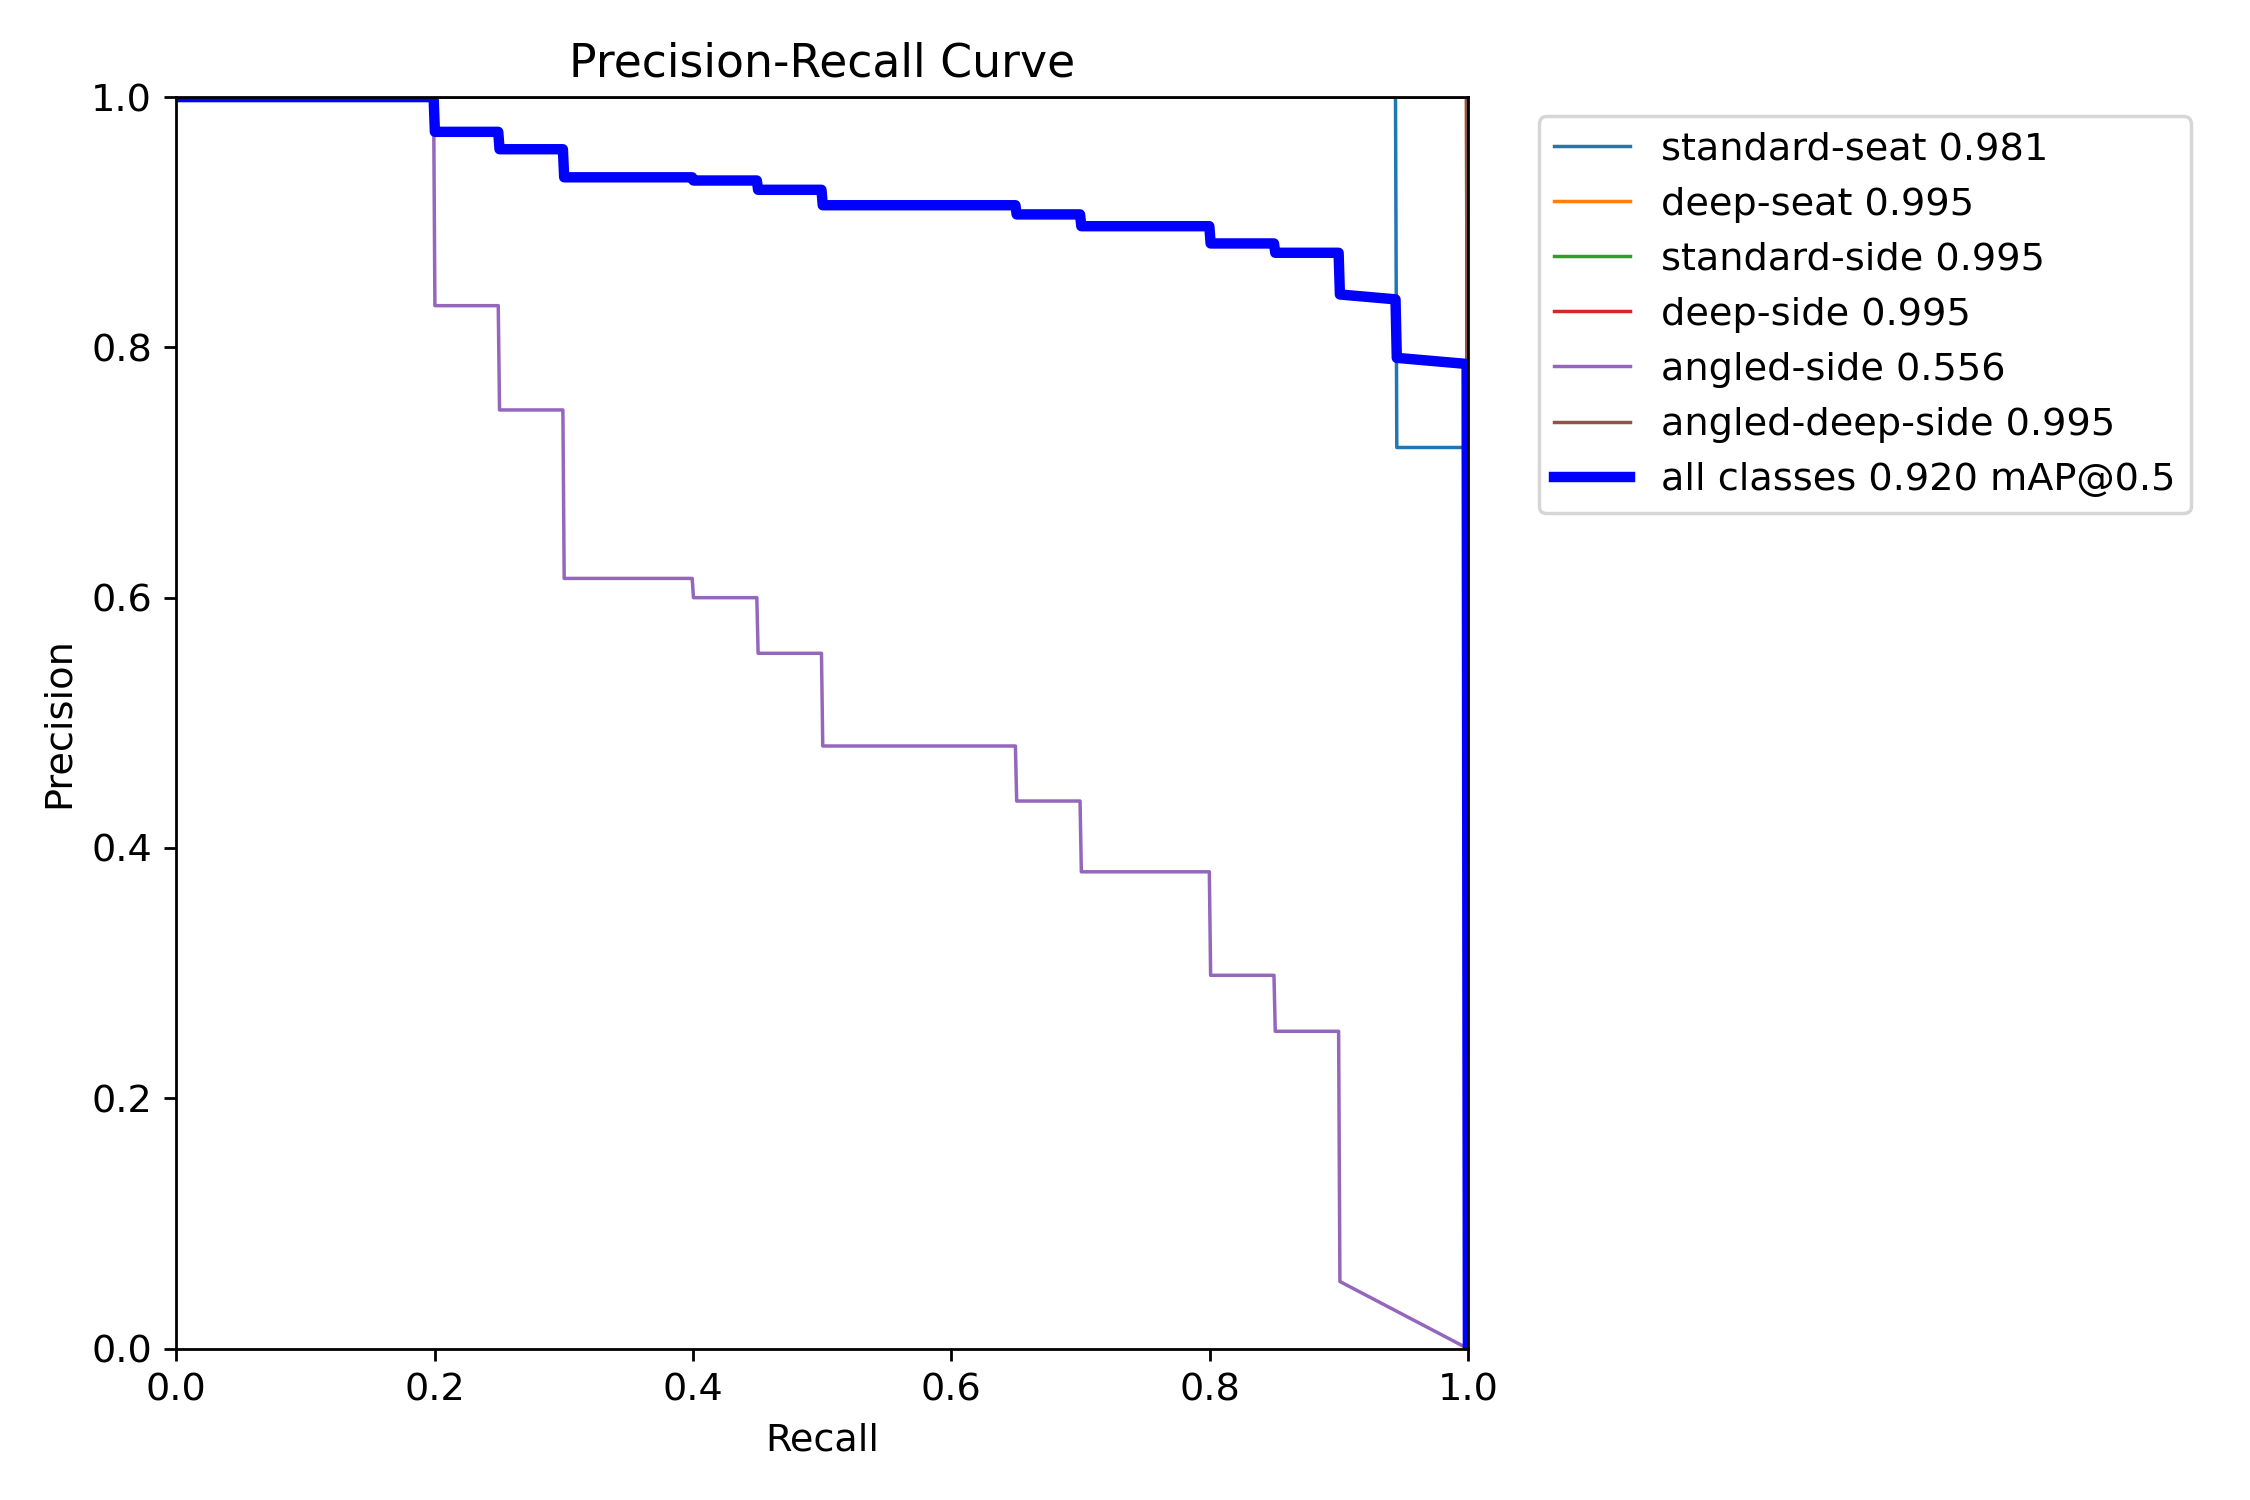 Precision-Recall Curve
1.0
0.8
0.6
0.4
0.2
0.0
Precision
0.0 0.2 0.4 0.6 0.8 1.0
Recall
standard-seat 0.981
deep-seat 0.995
standard-side 0.995
deep-side 0.995
angled-side 0.556
angled-deep-side 0.995
all classes 0.920 mAP@0.5